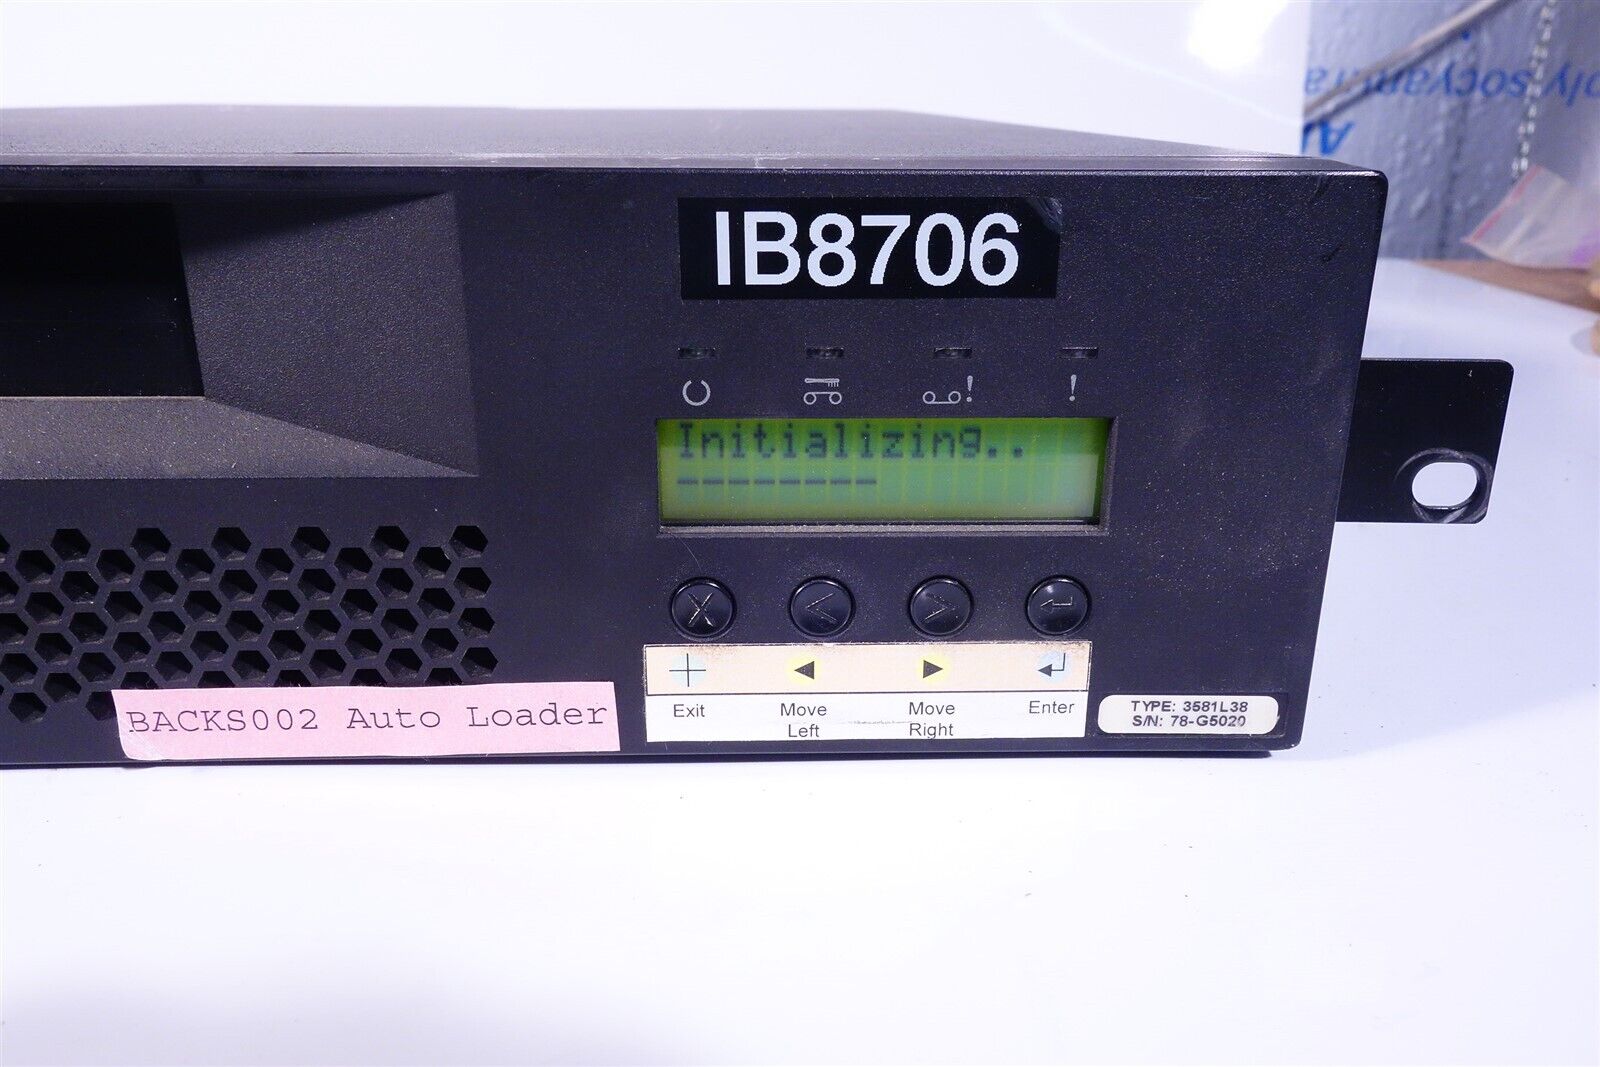 IB8706
Initializing..
--------
BACKS002 Auto Loader
Exit
Move Left
Move Right
Enter
TYPE: 3581L38
S/N: 78-G5020